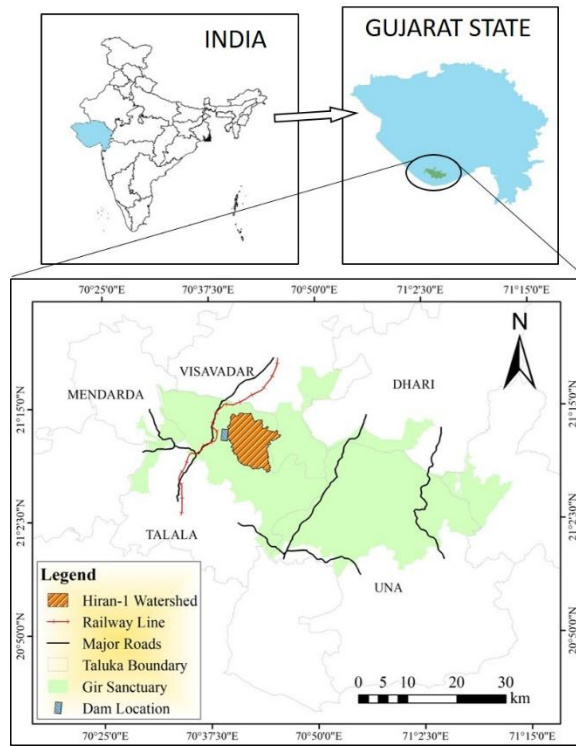 INDIA
GUJARAT STATE
70°25'0"E 70°37'30"E 70°50'0"E 71°2'30"E 71°15'0"E
N
VISAVADAR
DHARI
MENDARDA
21°15'0"N
21°15'0"N
TALALA
21°2'30"N
21°2'30"N
UNA
Legend
Hiran-1 Watershed
Railway Line
Major Roads
Taluka Boundary
Gir Sanctuary
Dam Location
20°50'0"N
20°50'0"N
0 5 10 20 30
km
70°25'0"E 70°37'30"E 70°50'0"E 71°2'30"E 71°15'0"E